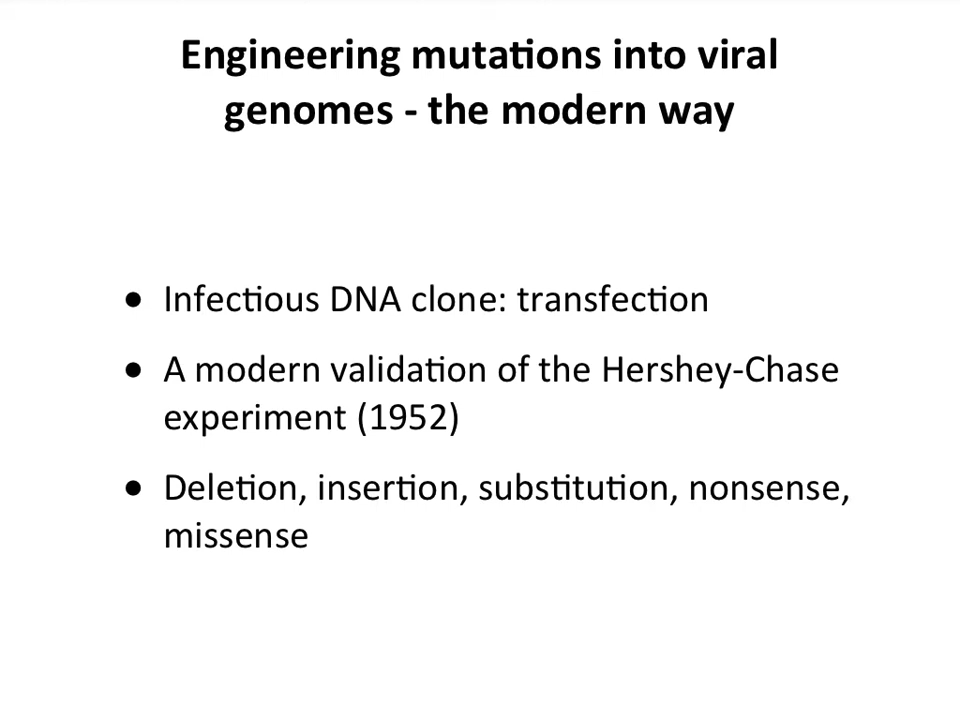 Engineering mutations into viral
genomes - the modern way
• Infectious DNA clone: transfection
• A modern validation of the Hershey-Chase
experiment (1952)
• Deletion, insertion, substitution, nonsense,
missense